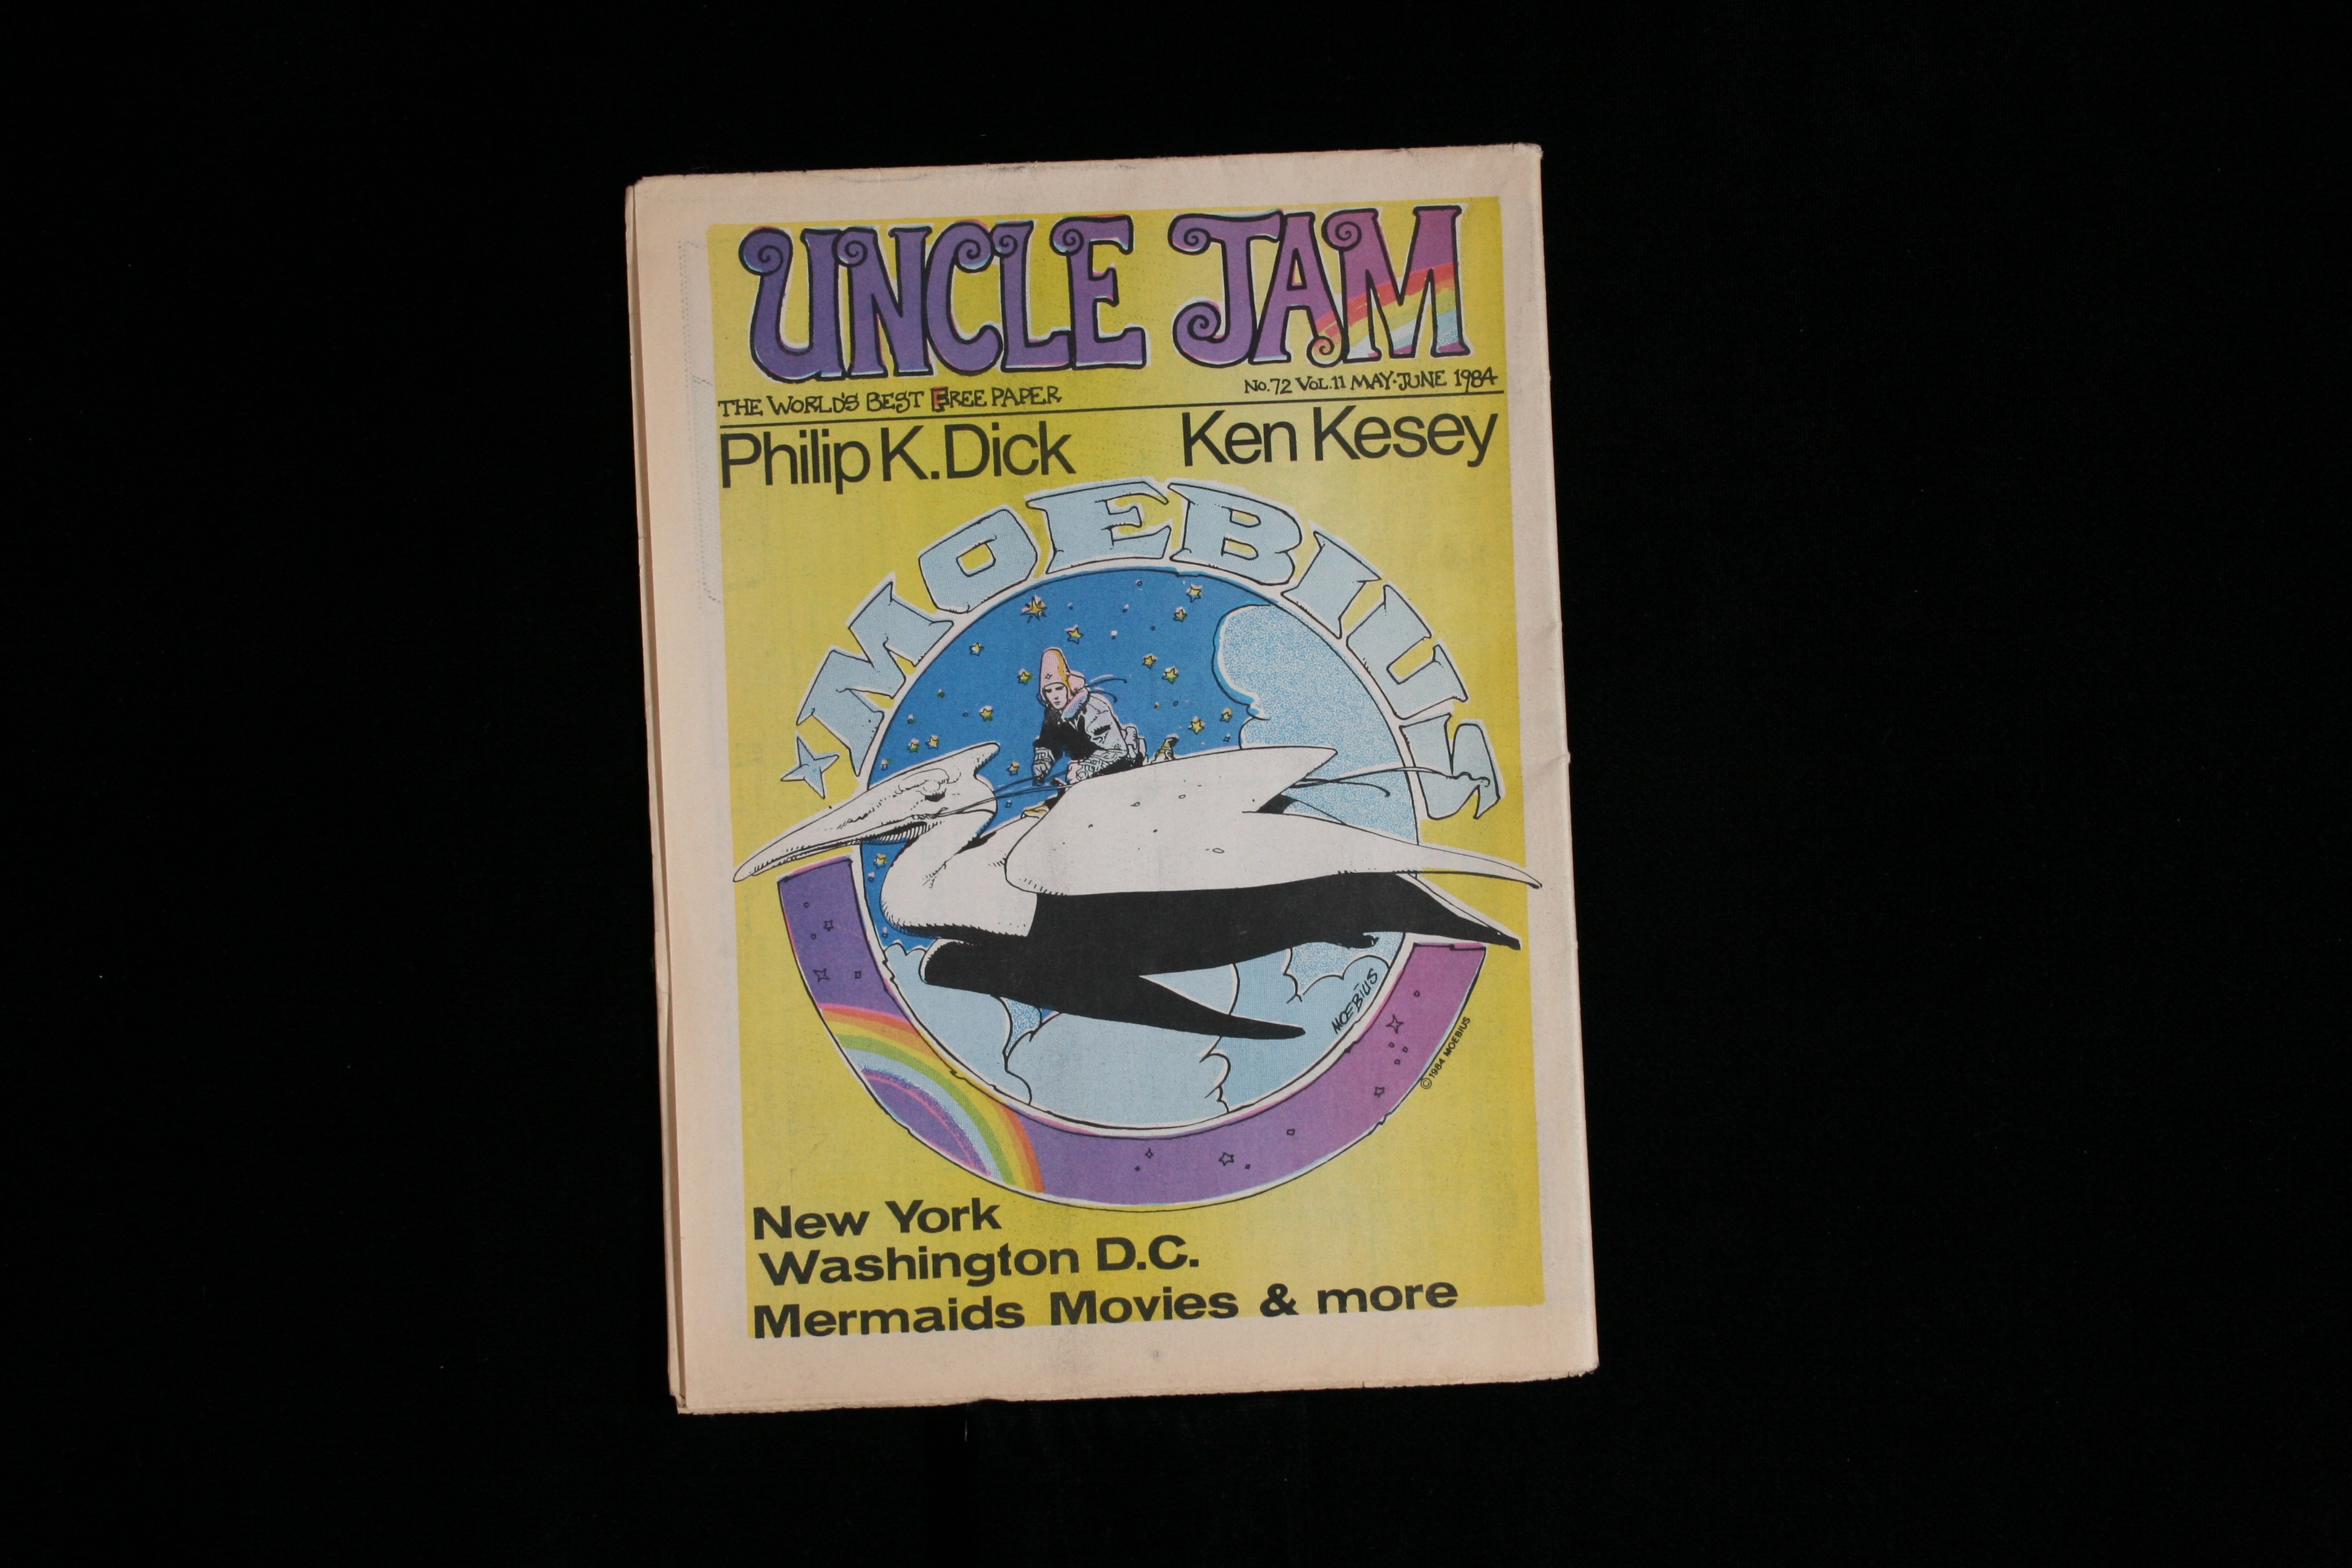 UNCLE JAM
THE WORLD'S BEST FREE PAPER
No. 72 VOL. 11 MAY·JUNE 1984
Philip K. Dick
Ken Kesey
MOEBIUS
MOEBIUS
© 1984 MOEBIUS
New York
Washington D.C.
Mermaids Movies & more